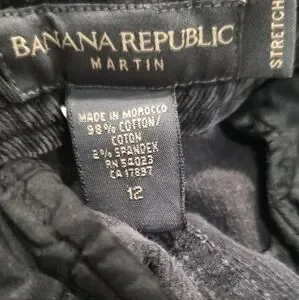 BANANA REPUBLIC
MARTIN
STRETCH
MADE IN MOROCCO
98% COTTON/
COTON
2% SPANDEX
RN 54023
CA 17897
12